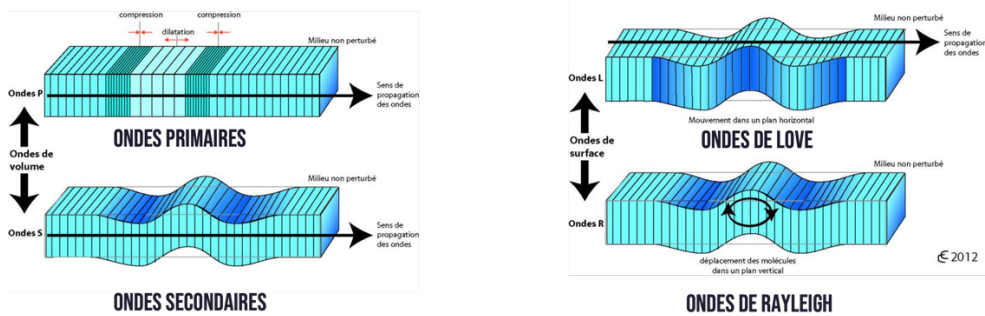 compression
dilatation
compression
Milieu non perturbé
Ondes P
Sens de
propagation
des ondes
ONDES PRIMAIRES
Ondes de
volume
Milieu non perturbé
Ondes S
Sens de
propagation
des ondes
ONDES SECONDAIRES
Milieu non perturbé
Sens de
propagation
des ondes
Ondes L
Mouvement dans un plan horizontal
ONDES DE LOVE
Ondes de
surface
Milieu non perturbé
Ondes R
déplacement des molécules
dans un plan vertical
2012
ONDES DE RAYLEIGH